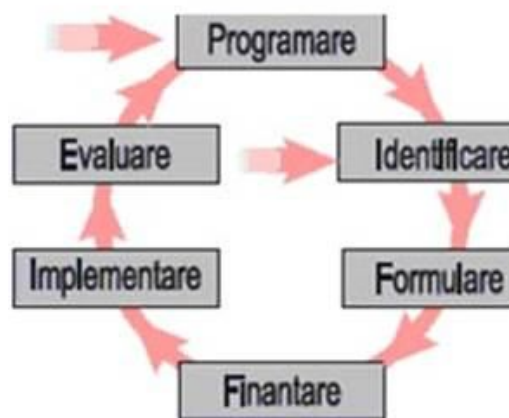 Programare
Evaluare
Identificare
Implementare
Formulare
Finantare